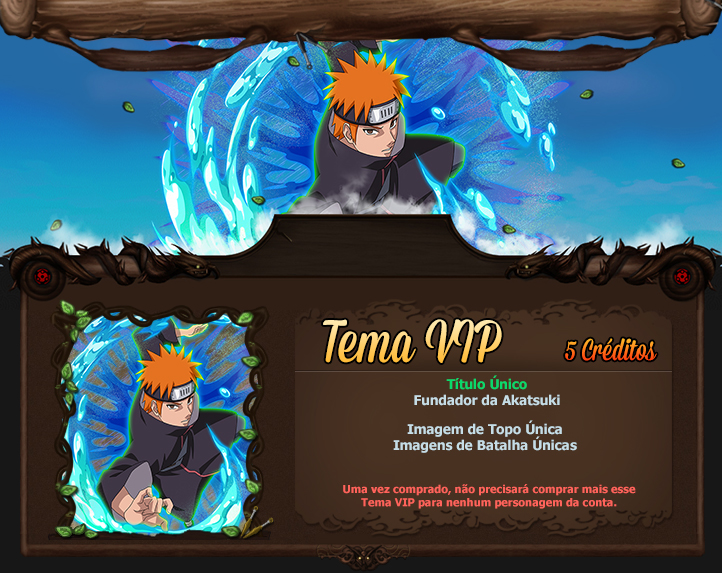 Tema VIP
5 Créditos
Título Único
Fundador da Akatsuki
Imagem de Topo Única
Imagens de Batalha Únicas
Uma vez comprado, não precisará comprar mais esse
Tema VIP para nenhum personagem da conta.